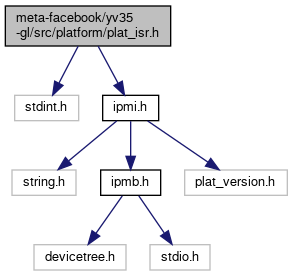 meta-facebook/yv35
-gl/src/platform/plat_isr.h
stdint.h
ipmi.h
string.h
ipmb.h
plat_version.h
devicetree.h
stdio.h